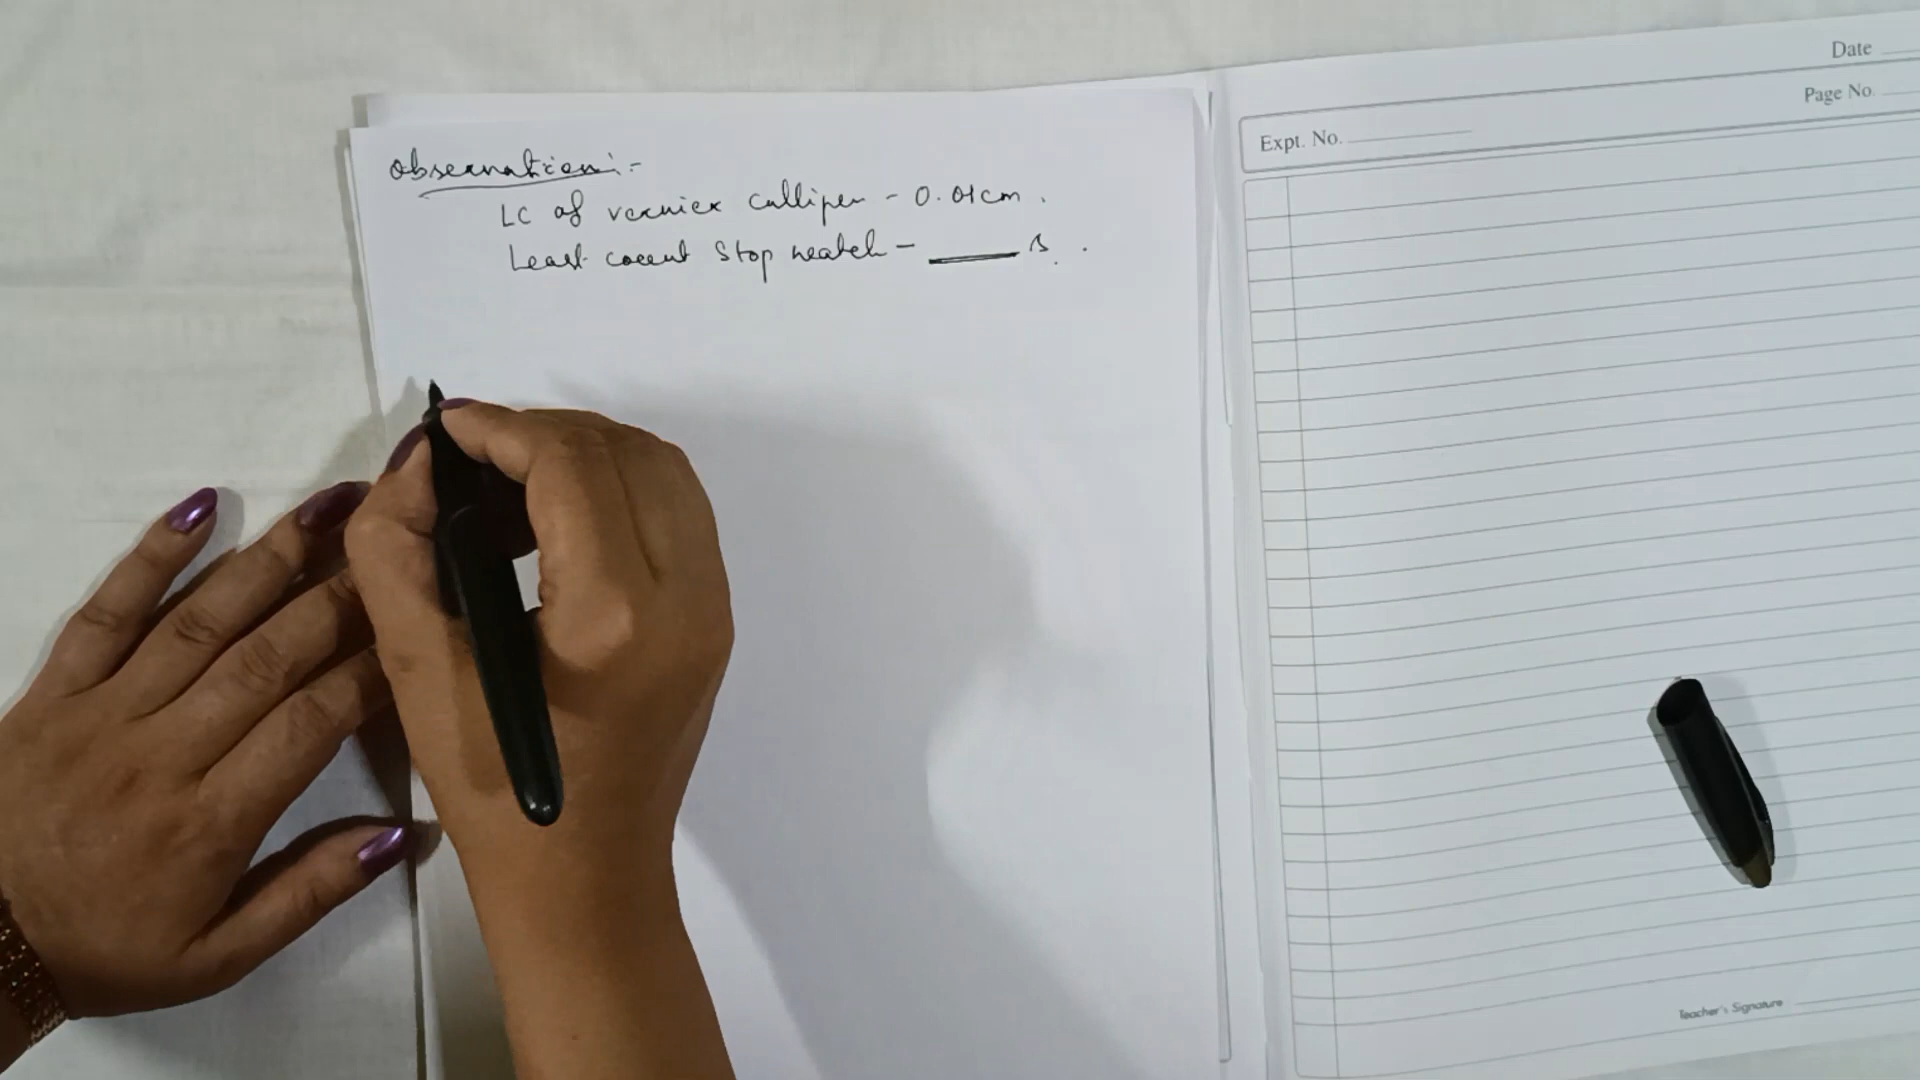 Observation:-
LC of vernier calliper - 0.01cm.
Least count Stop watch - ____ s.
Date
Page No.
Expt. No.
Teacher's Signature